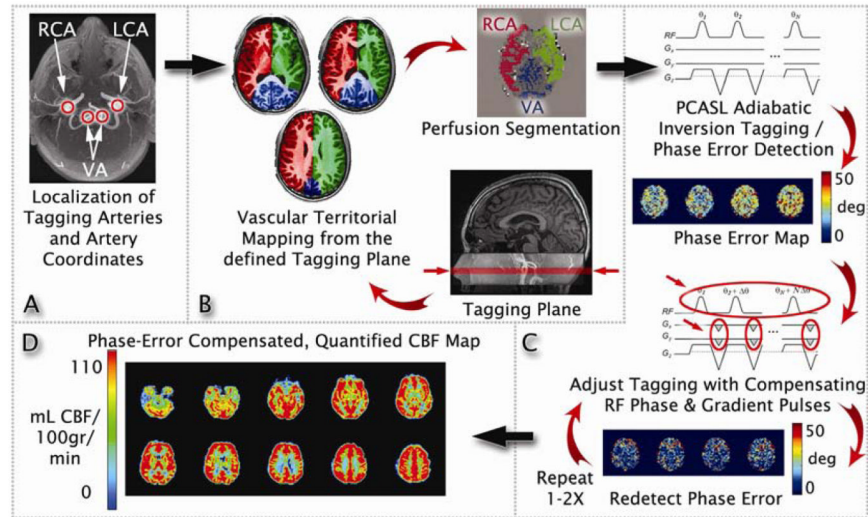 RCA
LCA
VA
Localization of
Tagging Arteries
and Artery
Coordinates
A
Vascular Territorial
Mapping from the
defined Tagging Plane
B
RCA
LCA
VA
Perfusion Segmentation
Tagging Plane
θ1
θ2
θN
RF
Gx
Gy
Gz
...
PCASL Adiabatic
Inversion Tagging /
Phase Error Detection
50
deg
0
Phase Error Map
θ1
θ2+ Δθ
θN+ N Δθ
RF
Gx
Gy
Gz
...
C
Adjust Tagging with Compensating
RF Phase & Gradient Pulses
50
deg
0
Repeat
1-2X
Redetect Phase Error
D
Phase-Error Compensated, Quantified CBF Map
110
mL CBF/
100gr/
min
0